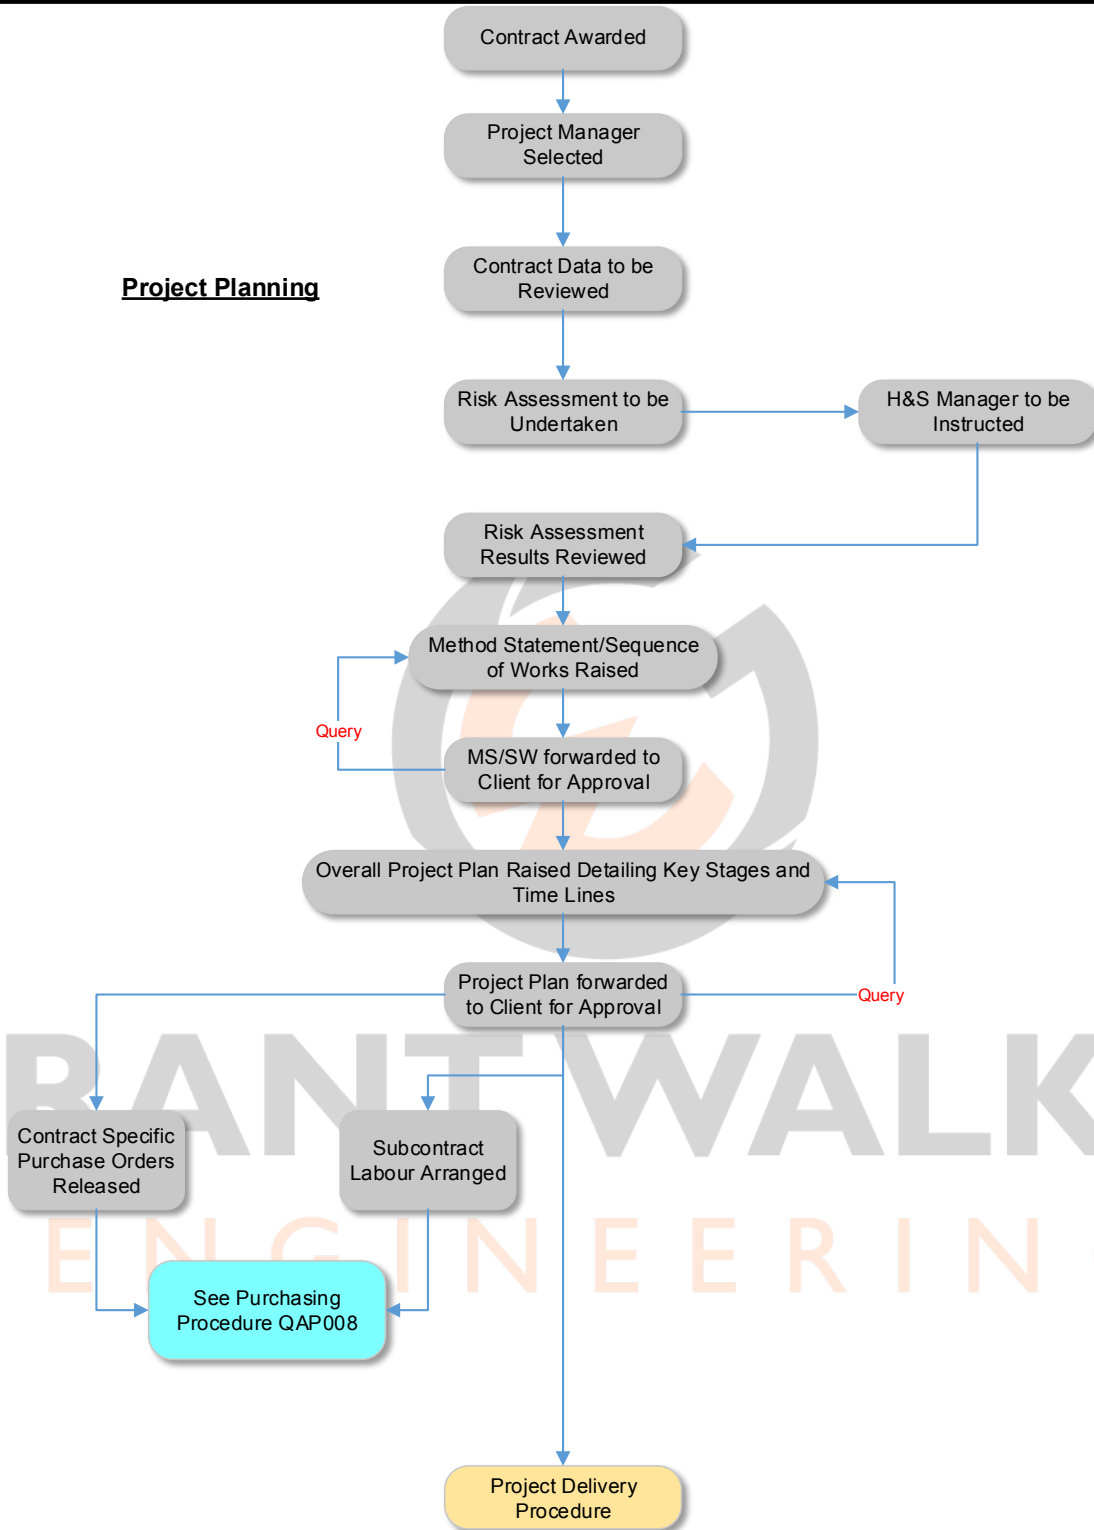 Contract Awarded
Project Manager
Selected
Project Planning
Contract Data to be
Reviewed
Risk Assessment to be
Undertaken
H&S Manager to be
Instructed
Risk Assessment
Results Reviewed
Method Statement/Sequence
of Works Raised
Query
MS/SW forwarded to
Client for Approval
Overall Project Plan Raised Detailing Key Stages and
Time Lines
Project Plan forwarded
to Client for Approval
Query
RANT WALK
Contract Specific
Purchase Orders
Released
Subcontract
Labour Arranged
ENGINEERIN
See Purchasing
Procedure QAP008
Project Delivery
Procedure